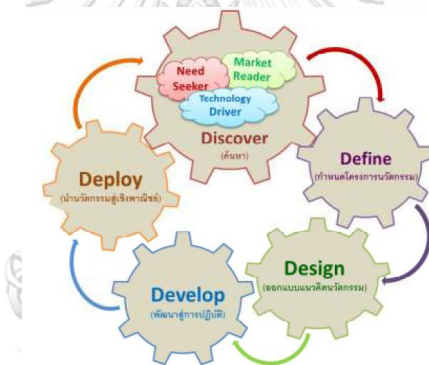 Need
Seeker
Market
Reader
Technology
Driver
Discover
(ค้นหา)
Define
(กำหนดโครงการนวัตกรรม)
Design
(ออกแบบแนวคิดนวัตกรรม)
Develop
(พัฒนาสู่การปฏิบัติ)
Deploy
(นำนวัตกรรมสู่เชิงพาณิชย์)